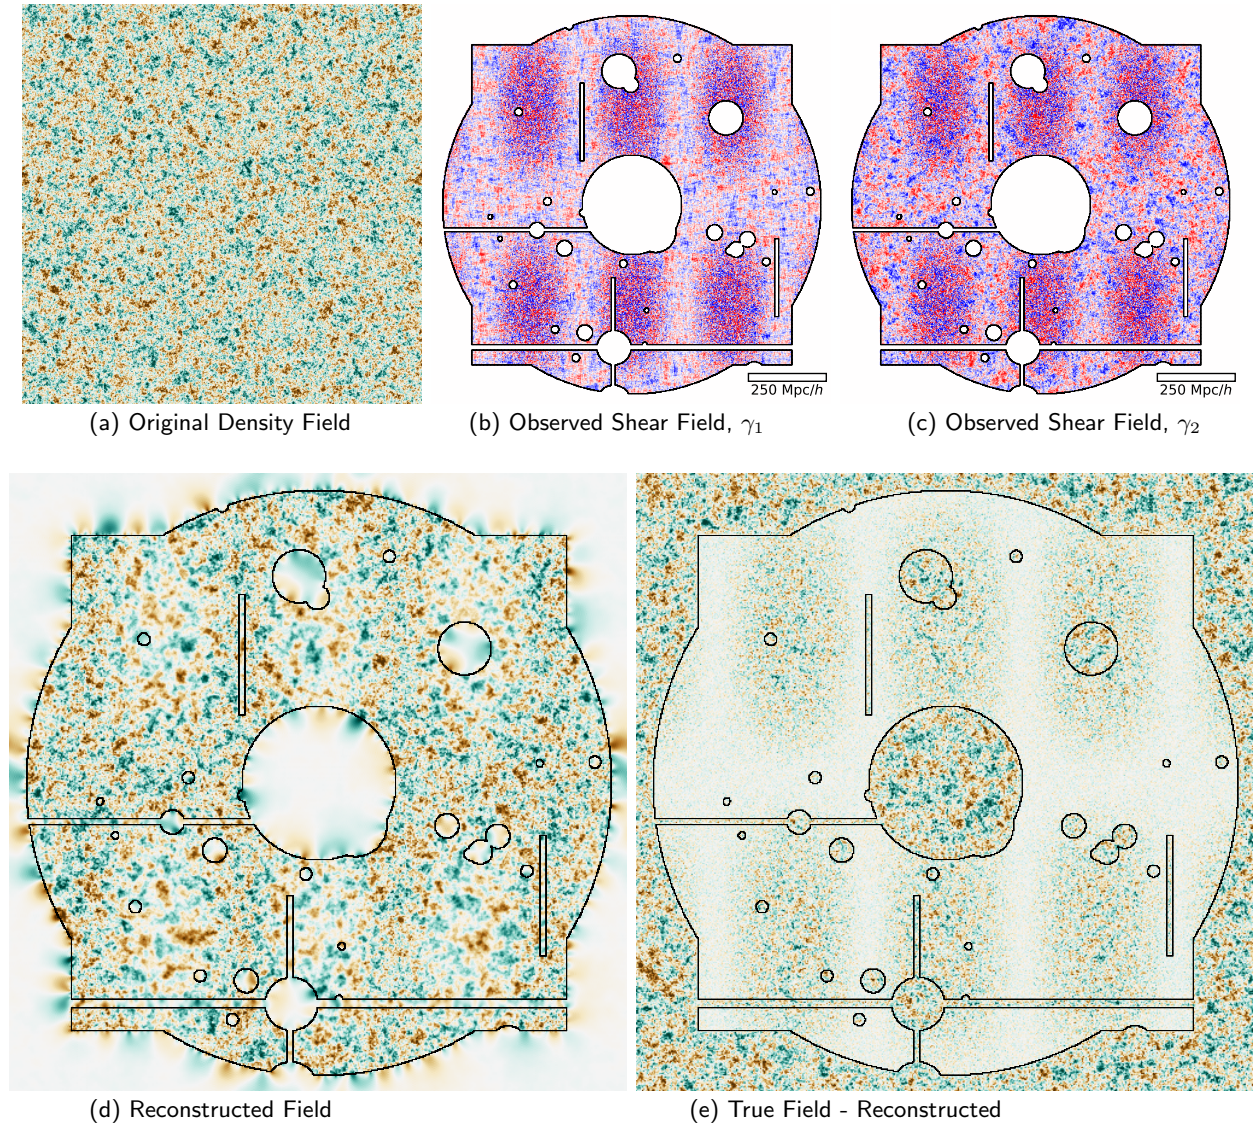 250 Mpc/h
250 Mpc/h
(a) Original Density Field
(b) Observed Shear Field, γ₁
(c) Observed Shear Field, γ₂
(d) Reconstructed Field
(e) True Field - Reconstructed